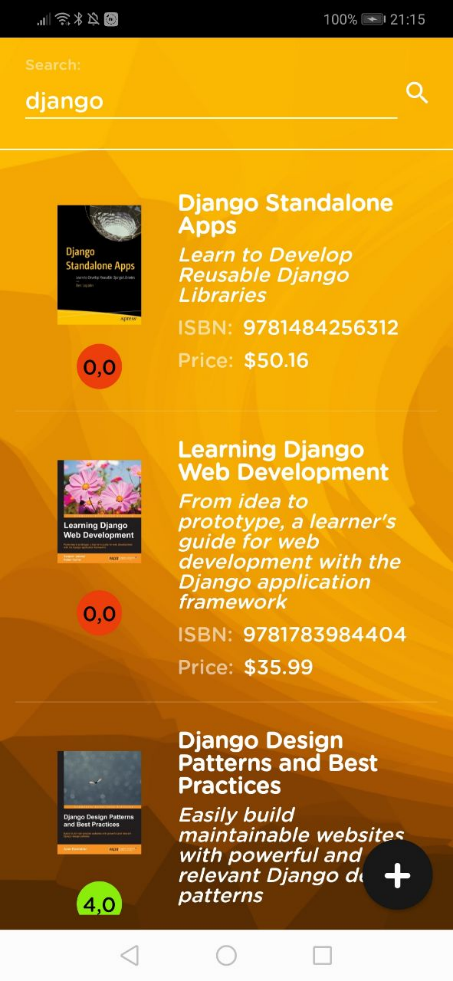 100% 21:15
Search:
django
Django Standalone
Apps
Learn to Develop
Reusable Django
Libraries
ISBN: 9781484256312
Price: $50.16
Django
Standalone Apps
Apress
0,0
Learning Django
Web Development
From idea to
prototype, a learner's
guide for web
development with the
Django application
framework
ISBN: 9781783984404
Price: $35.99
Learning Django
Web Development
0,0
Django Design
Patterns and Best
Practices
Easily build
maintainable websites
with powerful and
relevant Django de
patterns
Django Design Patterns
and Best Practices
4,0